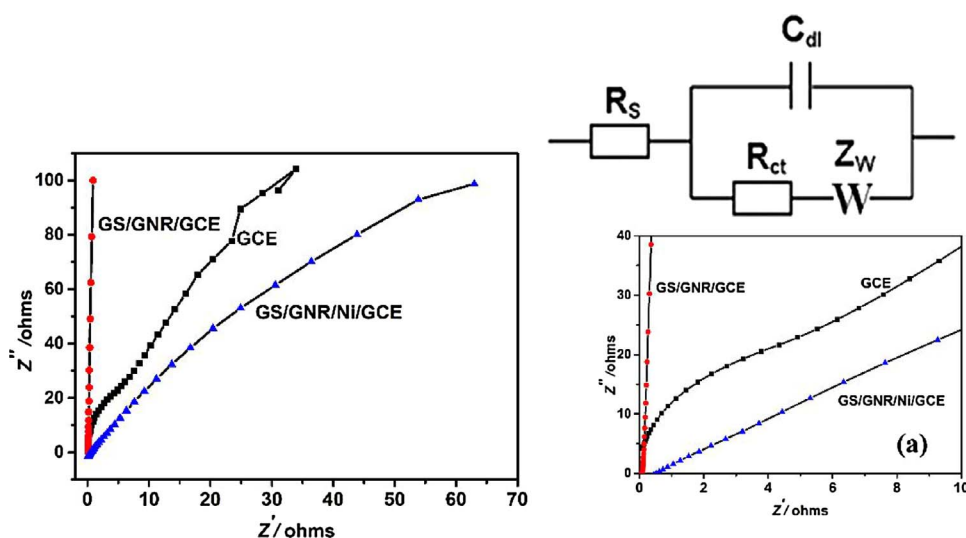 C_dl
R_S
R_ct Z_W
W
100
80
60
40
20
0
Z''/ohms
GS/GNR/GCE
GCE
GS/GNR/Ni/GCE
0 10 20 30 40 50 60 70
Z'/ohms
40
30
20
10
0
Z''/ohms
GS/GNR/GCE
GCE
GS/GNR/Ni/GCE
(a)
0 2 4 6 8 10
Z'/ohms